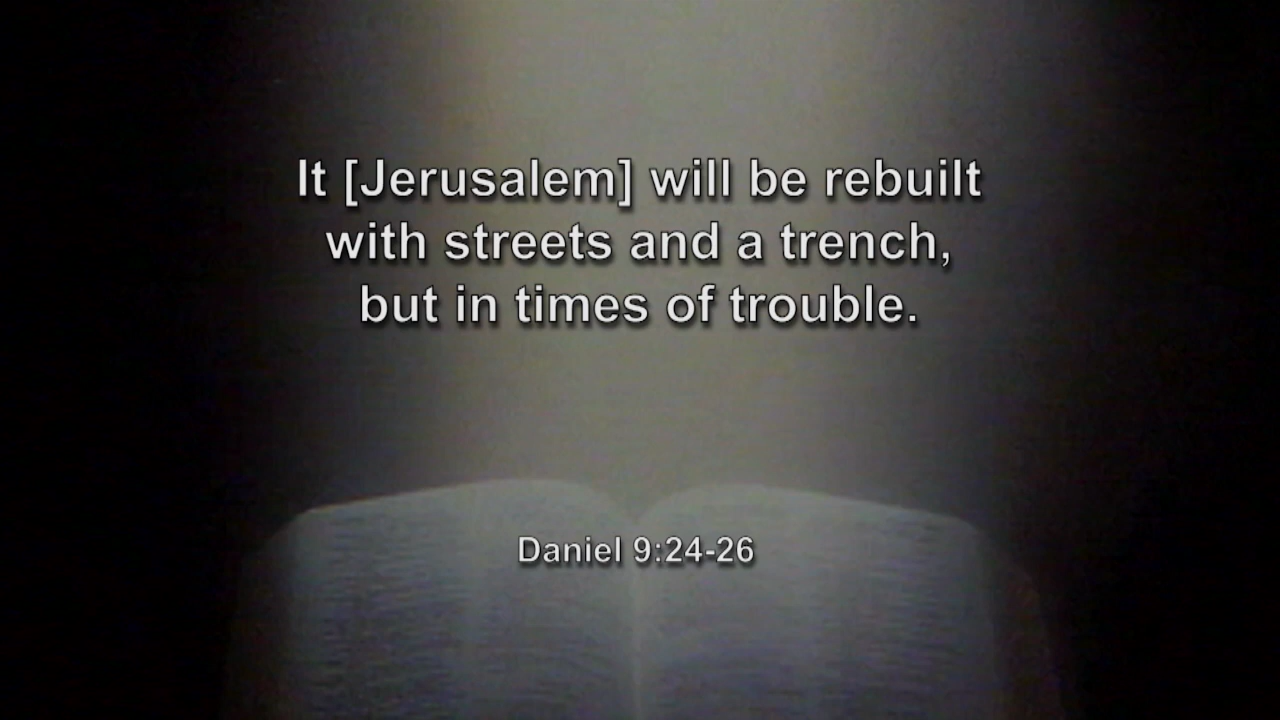 It [Jerusalem] will be rebuilt
with streets and a trench,
but in times of trouble.
Daniel 9:24-26